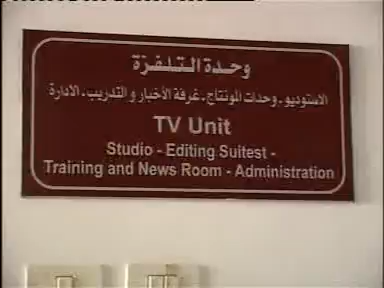 وحدة التلفزة
الاستوديو . وحدات المونتاج . غرفة الأخبار و التدريب . الادارة
TV Unit
Studio - Editing Suitest -
Training and News Room - Administration